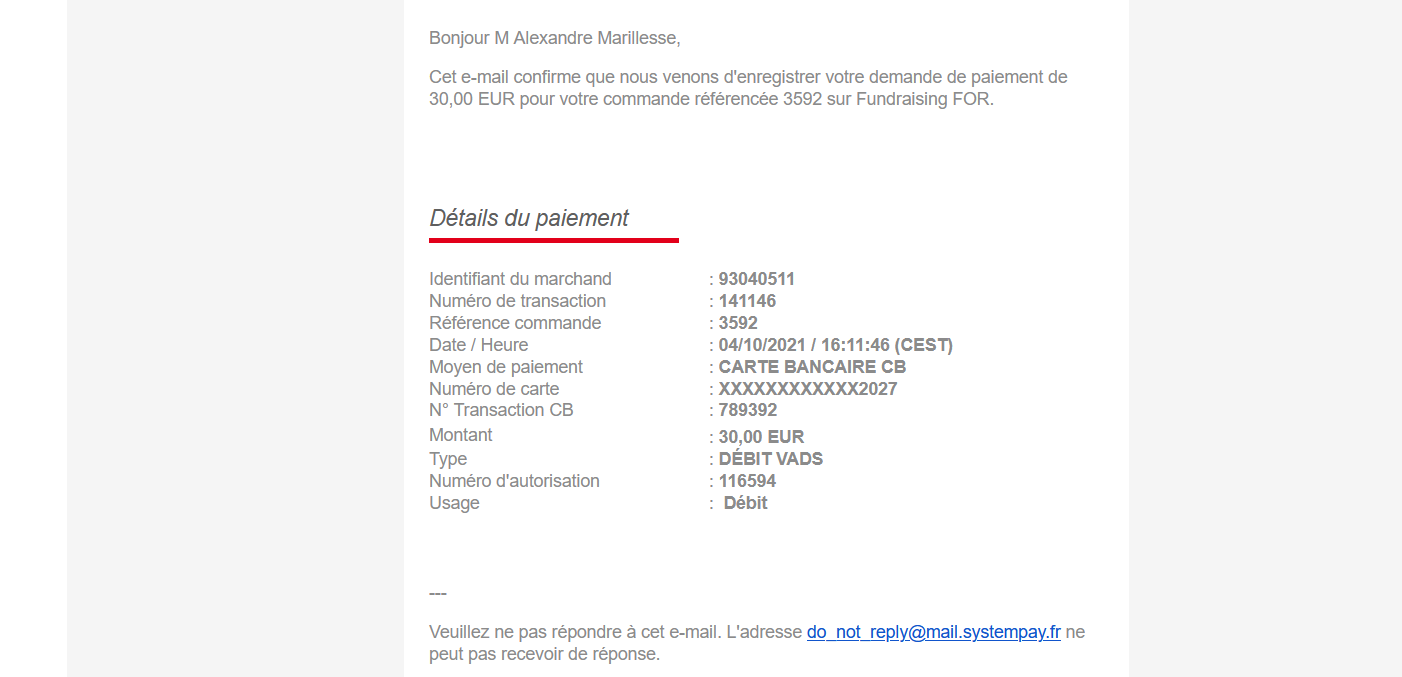 Bonjour M Alexandre Marillesse,
Cet e-mail confirme que nous venons d'enregistrer votre demande de paiement de
30,00 EUR pour votre commande référencée 3592 sur Fundraising FOR.
Détails du paiement
Identifiant du marchand : 93040511
Numéro de transaction : 141146
Référence commande : 3592
Date / Heure : 04/10/2021 / 16:11:46 (CEST)
Moyen de paiement : CARTE BANCAIRE CB
Numéro de carte : XXXXXXXXXXXX2027
N° Transaction CB : 789392
Montant : 30,00 EUR
Type : DÉBIT VADS
Numéro d'autorisation : 116594
Usage : Débit
---
Veuillez ne pas répondre à cet e-mail. L'adresse do_not_reply@mail.systempay.fr ne
peut pas recevoir de réponse.